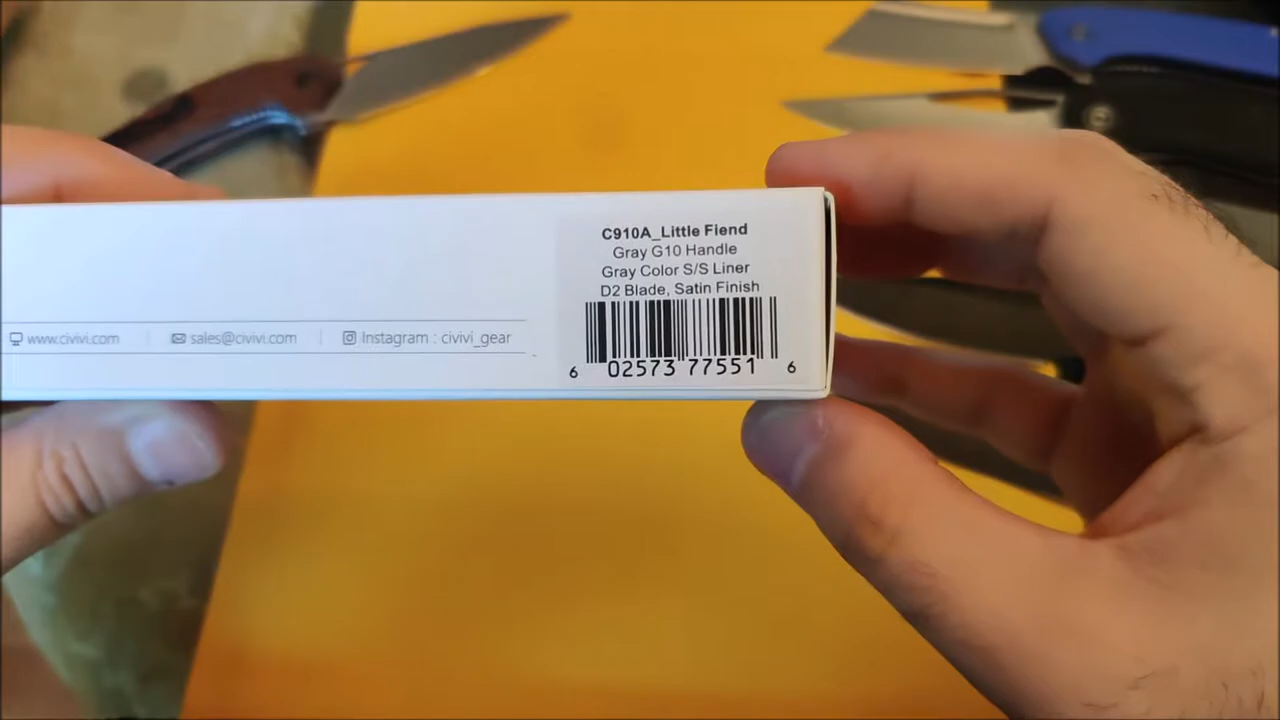 C910A_Little Fiend
Gray G10 Handle
Gray Color S/S Liner
D2 Blade, Satin Finish
6 02573 77551 6
www.civivi.com sales@civivi.com Instagram : civivi_gear